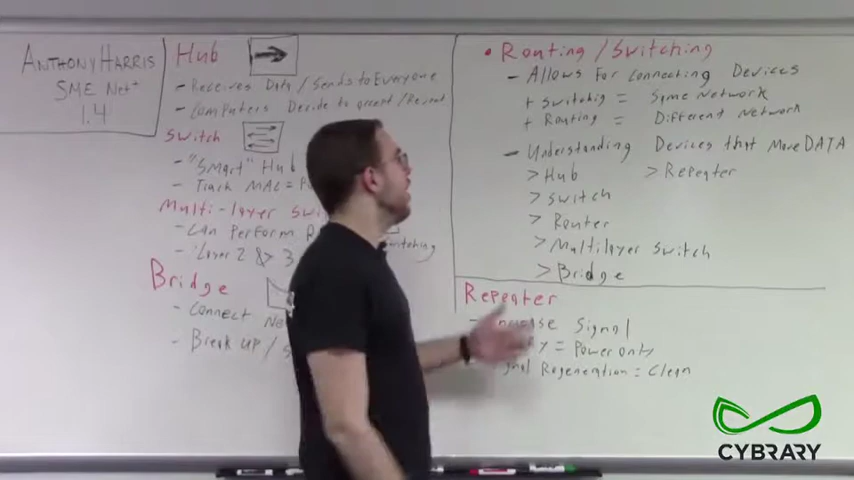 ANTHONY HARRIS
SME Net+
1.4
Hub
- Receives Data / Sends to Everyone
- Computers Decide to accept / Reject
Switch
- "Smart" Hub
- Track MAC =
Multi-layer
- Can Perform
Switching
- Layer 2 & 3
Bridge
- Connect
- Break up /
• Routing / Switching
- Allows For Connecting Devices
+ Switching = Same Network
+ Routing = Different Network
- Understanding Devices that Move DATA
> Hub > Repeater
> Switch
> Router
> Multilayer Switch
> Bridge
Repeater
- Signal
= Power only
Regeneration = Clean
CYBRARY